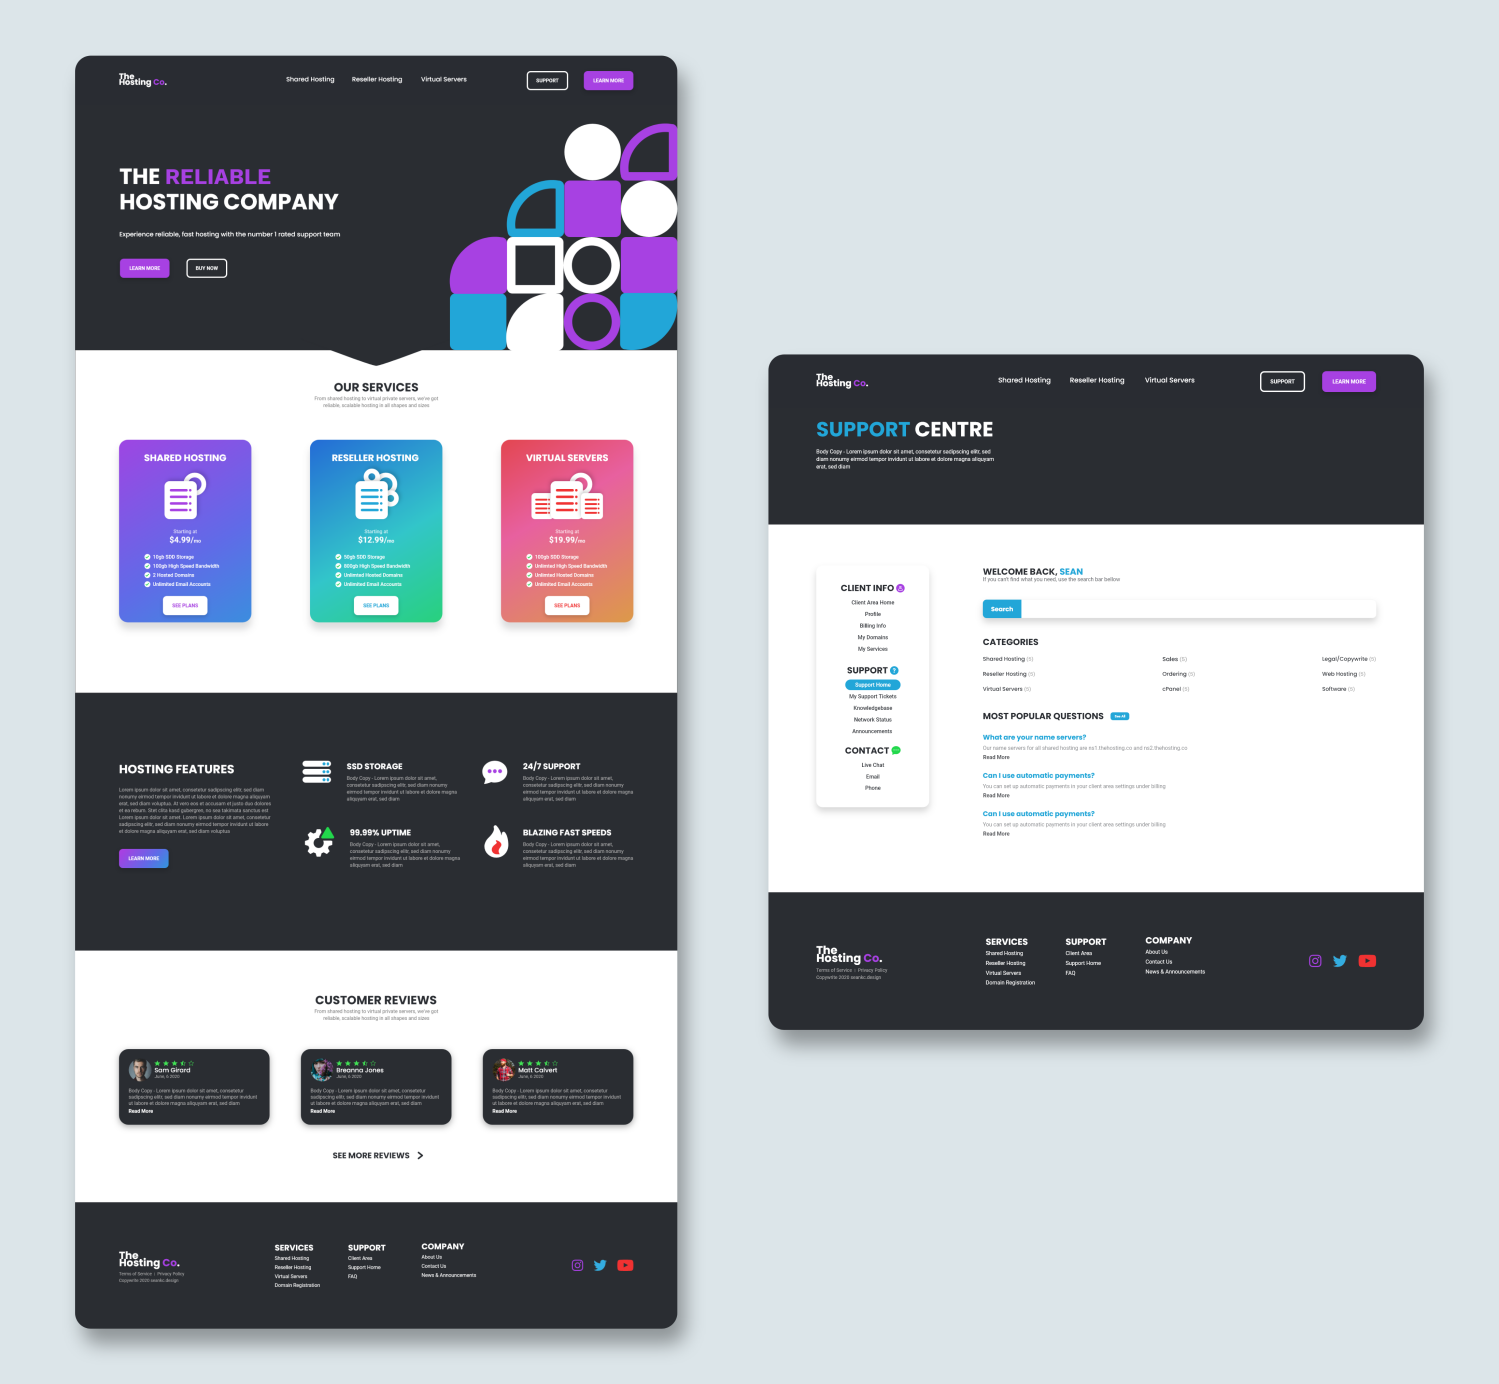 The
Hosting Co.
Shared Hosting
Reseller Hosting
Virtual Servers
SUPPORT
LEARN MORE
THE RELIABLE
HOSTING COMPANY
Experience reliable, fast hosting with the number 1 rated support team
LEARN MORE
BUY NOW
OUR SERVICES
From shared hosting to virtual private servers, we've got
reliable, scalable hosting in all shapes and sizes
SHARED HOSTING
Starting at
$4.99/mo
10gb SDD Storage
100gb High Speed Bandwidth
2 Hosted Domains
Unlimited Email Accounts
SEE PLANS
RESELLER HOSTING
Starting at
$12.99/mo
50gb SDD Storage
800gb High Speed Bandwidth
Unlimted Hosted Domains
Unlimited Email Accounts
SEE PLANS
VIRTUAL SERVERS
Starting at
$19.99/mo
100gb SDD Storage
Unlimited High Speed Bandwidth
Unlimted Hosted Domains
Unlimited Email Accounts
SEE PLANS
HOSTING FEATURES
Lorem ipsum dolor sit amet, consetetur sadipscing elitr, sed diam
nonumy eirmod tempor invidunt ut labore et dolore magna aliquyam
erat, sed diam voluptua. At vero eos et accusam et justo duo dolores
et ea rebum. Stet clita kasd gubergren, no sea takimata sanctus est
Lorem ipsum dolor sit amet. Lorem ipsum dolor sit amet, consetetur
sadipscing elitr, sed diam nonumy eirmod tempor invidunt ut labore
et dolore magna aliquyam erat, sed diam voluptua
LEARN MORE
SSD STORAGE
Body Copy - Lorem ipsum dolor sit amet,
consetetur sadipscing elitr, sed diam nonumy
eirmod tempor invidunt ut labore et dolore magna
aliquyam erat, sed diam
24/7 SUPPORT
Body Copy - Lorem ipsum dolor sit amet,
consetetur sadipscing elitr, sed diam nonumy
eirmod tempor invidunt ut labore et dolore magna
aliquyam erat, sed diam
99.99% UPTIME
Body Copy - Lorem ipsum dolor sit amet,
consetetur sadipscing elitr, sed diam nonumy
eirmod tempor invidunt ut labore et dolore magna
aliquyam erat, sed diam
BLAZING FAST SPEEDS
Body Copy - Lorem ipsum dolor sit amet,
consetetur sadipscing elitr, sed diam nonumy
eirmod tempor invidunt ut labore et dolore magna
aliquyam erat, sed diam
CUSTOMER REVIEWS
From shared hosting to virtual private servers, we've got
reliable, scalable hosting in all shapes and sizes
Sam Girard
June, 6 2020
Body Copy - Lorem ipsum dolor sit amet, consetetur
sadipscing elitr, sed diam nonumy eirmod tempor invidunt
ut labore et dolore magna aliquyam erat, sed diam
Read More
Breanna Jones
June, 6 2020
Body Copy - Lorem ipsum dolor sit amet, consetetur
sadipscing elitr, sed diam nonumy eirmod tempor invidunt
ut labore et dolore magna aliquyam erat, sed diam
Read More
Matt Calvert
June, 6 2020
Body Copy - Lorem ipsum dolor sit amet, consetetur
sadipscing elitr, sed diam nonumy eirmod tempor invidunt
ut labore et dolore magna aliquyam erat, sed diam
Read More
SEE MORE REVIEWS
The
Hosting Co.
Terms of Service | Privacy Policy
Copywrite 2020 seankc.design
SERVICES
Shared Hosting
Reseller Hosting
Virtual Servers
Domain Registration
SUPPORT
Client Area
Support Home
FAQ
COMPANY
About Us
Contact Us
News & Announcements
The
Hosting Co.
Shared Hosting
Reseller Hosting
Virtual Servers
SUPPORT
LEARN MORE
SUPPORT CENTRE
Body Copy - Lorem ipsum dolor sit amet, consetetur sadipscing elitr, sed
diam nonumy eirmod tempor invidunt ut labore et dolore magna aliquyam
erat, sed diam
CLIENT INFO
Client Area Home
Profile
Billing Info
My Domains
My Services
SUPPORT ?
Support Home
My Support Tickets
Knowledgebase
Network Status
Announcements
CONTACT
Live Chat
Email
Phone
WELCOME BACK, SEAN
If you can't find what you need, use the search bar bellow
Search
CATEGORIES
Shared Hosting (5)
Sales (5)
Legal/Copywrite (5)
Reseller Hosting (5)
Ordering (5)
Web Hosting (5)
Virtual Servers (5)
cPanel (5)
Software (5)
MOST POPULAR QUESTIONS
See All
What are your name servers?
Our name servers for all shared hosting are ns1.thehosting.co and ns2.thehosting.co
Read More
Can I use automatic payments?
You can set up automatic payments in your client area settings under billing
Read More
Can I use automatic payments?
You can set up automatic payments in your client area settings under billing
Read More
The
Hosting Co.
Terms of Service | Privacy Policy
Copywrite 2020 seankc.design
SERVICES
Shared Hosting
Reseller Hosting
Virtual Servers
Domain Registration
SUPPORT
Client Area
Support Home
FAQ
COMPANY
About Us
Contact Us
News & Announcements